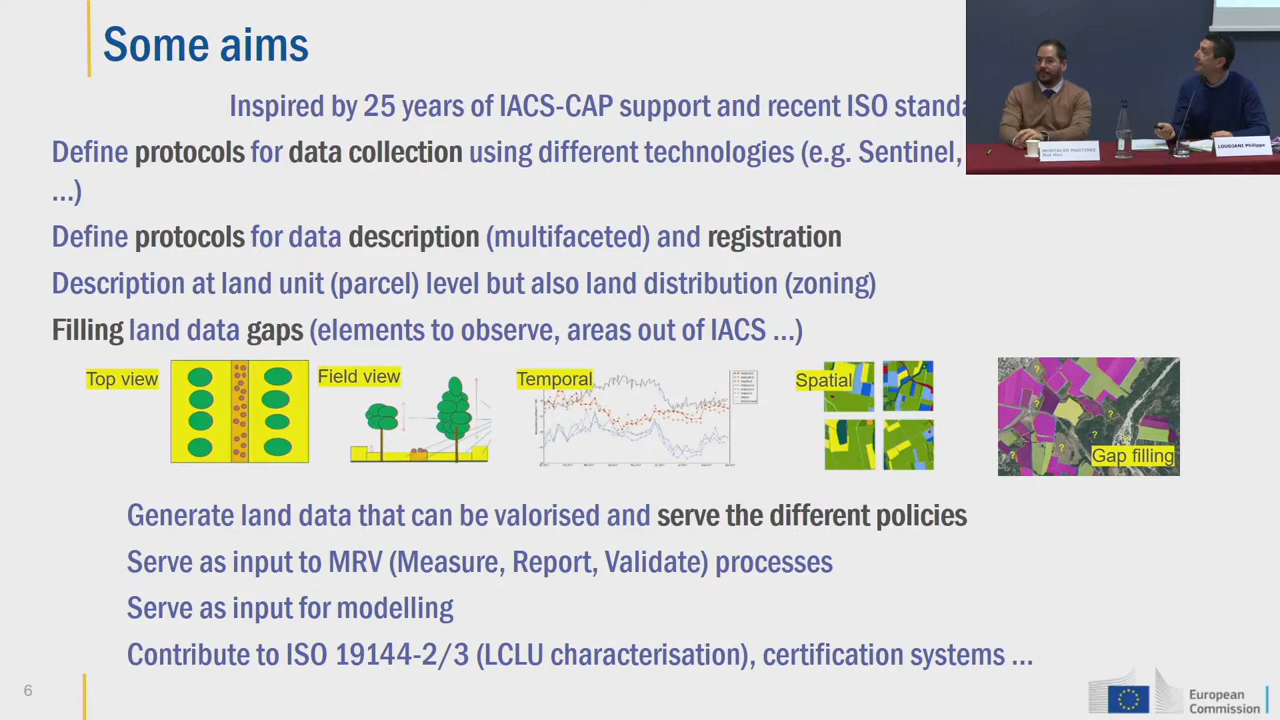 Some aims
Inspired by 25 years of IACS-CAP support and recent ISO
Define protocols for data collection using different technologies (e.g. Sentinel,
...)
Define protocols for data description (multifaceted) and registration
Description at land unit (parcel) level but also land distribution (zoning)
Filling land data gaps (elements to observe, areas out of IACS ...)
Top view
Field view
Temporal
Spatial
? ? ? ? ?
Gap filling
Generate land data that can be valorised and serve the different policies
Serve as input to MRV (Measure, Report, Validate) processes
Serve as input for modelling
Contribute to ISO 19144-2/3 (LCLU characterisation), certification systems ...
6
European
Commission
LOUDJANI Philippe